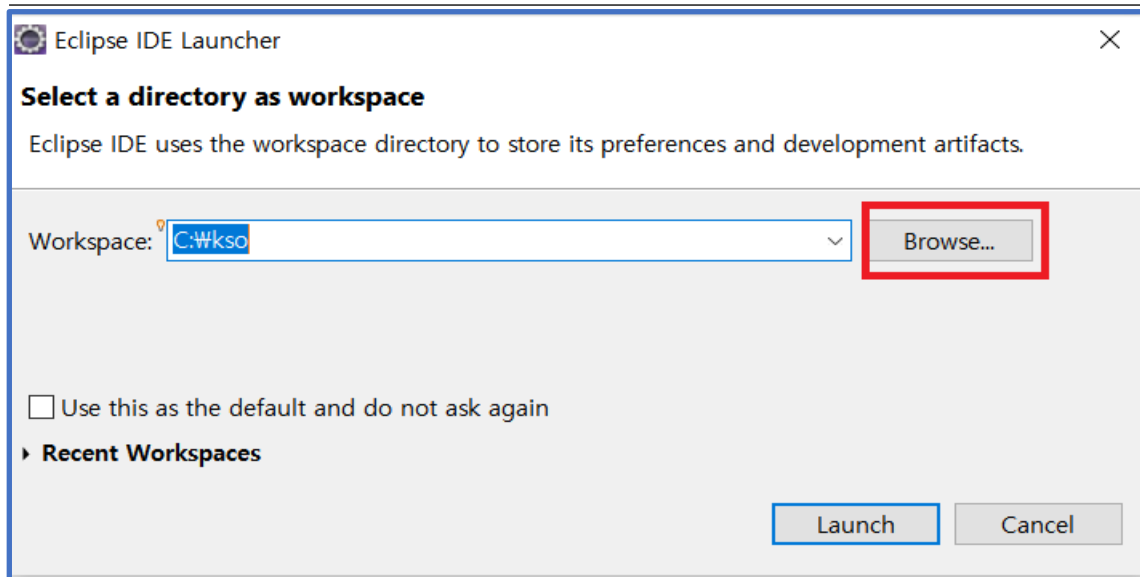 Eclipse IDE Launcher
Select a directory as workspace
Eclipse IDE uses the workspace directory to store its preferences and development artifacts.
Workspace: C:₩kso Browse...
Use this as the default and do not ask again
Recent Workspaces
Launch Cancel